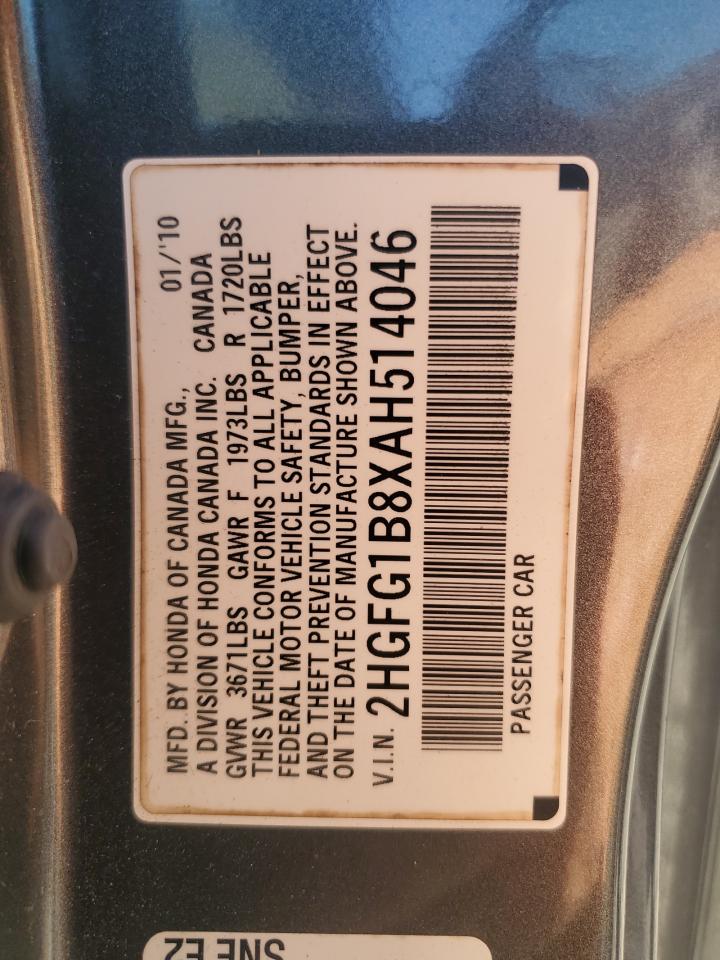 MFD. BY HONDA OF CANADA MFG., 01/'10
A DIVISION OF HONDA CANADA INC. CANADA
GVWR 3671LBS GAWR F 1973LBS R 1720LBS
THIS VEHICLE CONFORMS TO ALL APPLICABLE
FEDERAL MOTOR VEHICLE SAFETY, BUMPER,
AND THEFT PREVENTION STANDARDS IN EFFECT
ON THE DATE OF MANUFACTURE SHOWN ABOVE.
V.I.N. 2HGFG1B8XAH514046
PASSENGER CAR